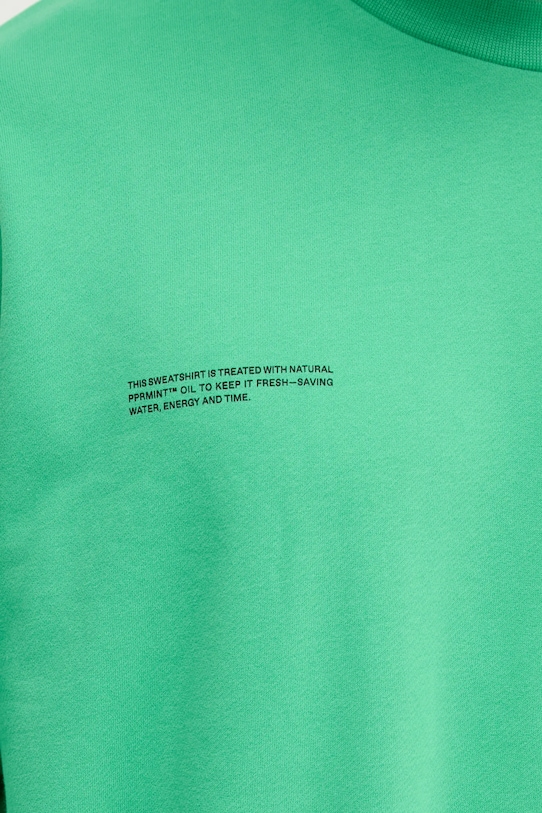 THIS SWEATSHIRT IS TREATED WITH NATURAL
PPRMINT™ OIL TO KEEP IT FRESH—SAVING
WATER, ENERGY AND TIME.